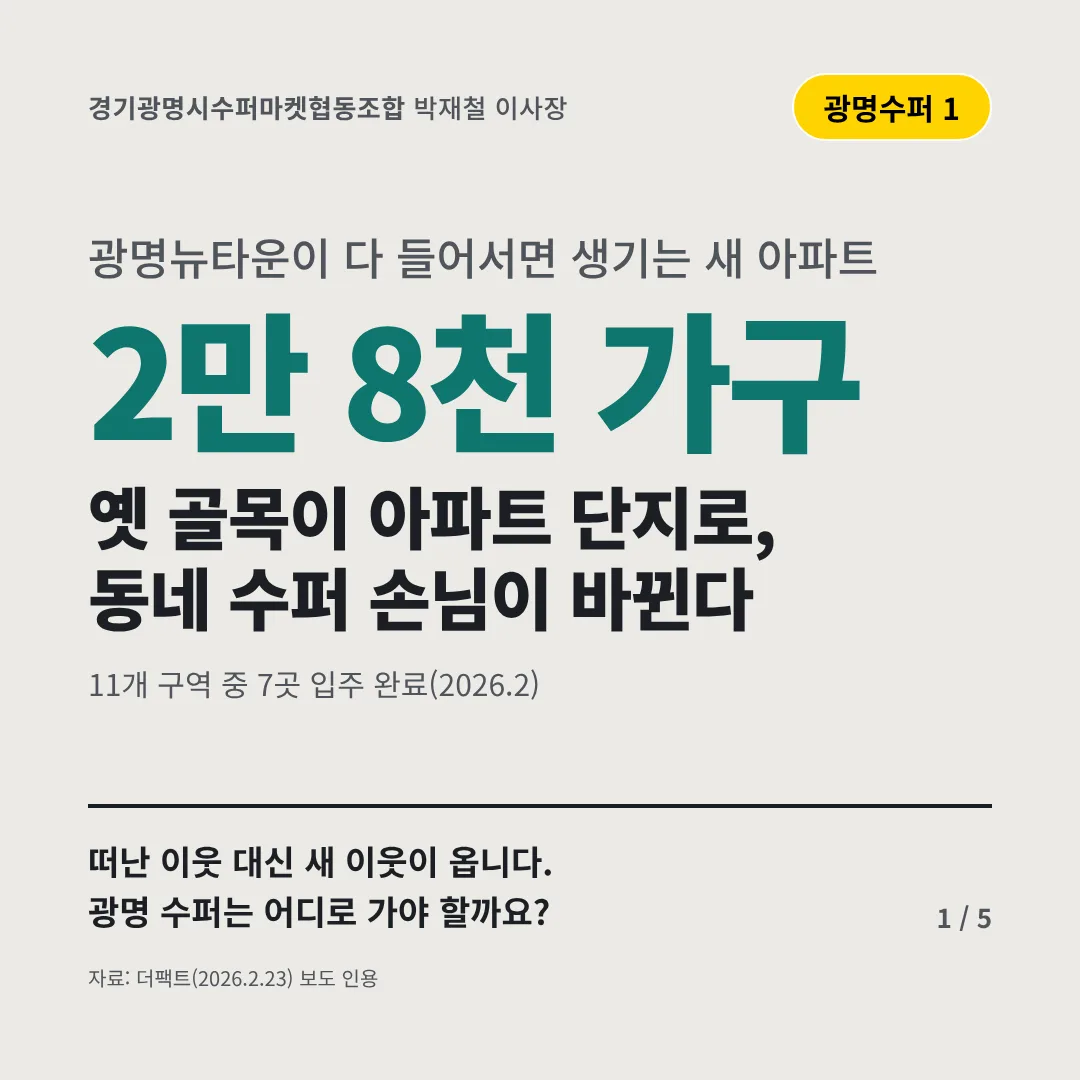 경기광명시수퍼마켓협동조합 박재철 이사장
광명수퍼 1
광명뉴타운이 다 들어서면 생기는 새 아파트
2만 8천 가구
옛 골목이 아파트 단지로,
동네 수퍼 손님이 바뀐다
11개 구역 중 7곳 입주 완료(2026.2)
떠난 이웃 대신 새 이웃이 옵니다.
광명 수퍼는 어디로 가야 할까요?
1 / 5
자료: 더팩트(2026.2.23) 보도 인용